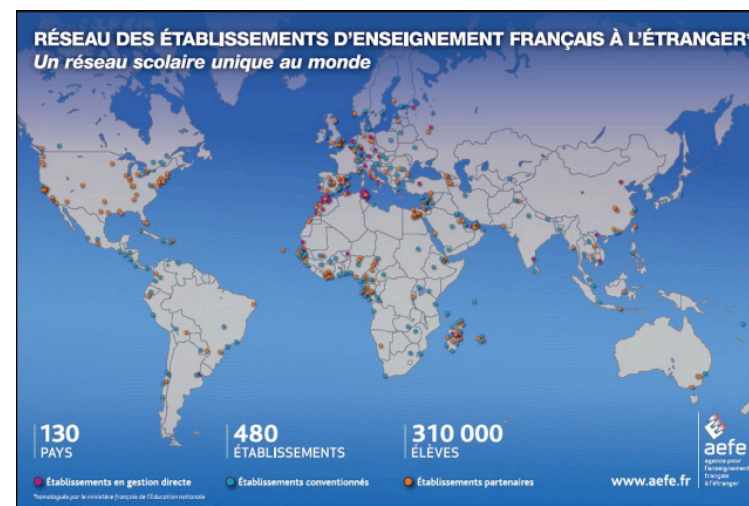 RÉSEAU DES ÉTABLISSEMENTS D'ENSEIGNEMENT FRANÇAIS À L'ÉTRANGER*
Un réseau scolaire unique au monde
130
PAYS
480
ÉTABLISSEMENTS
310 000
ÉLÈVES
Établissements en gestion directe
Établissements conventionnés
Établissements partenaires
*homologués par le ministère français de l'Education nationale
www.aefe.fr
aefe
agence pour
l'enseignement
français
à l'étranger